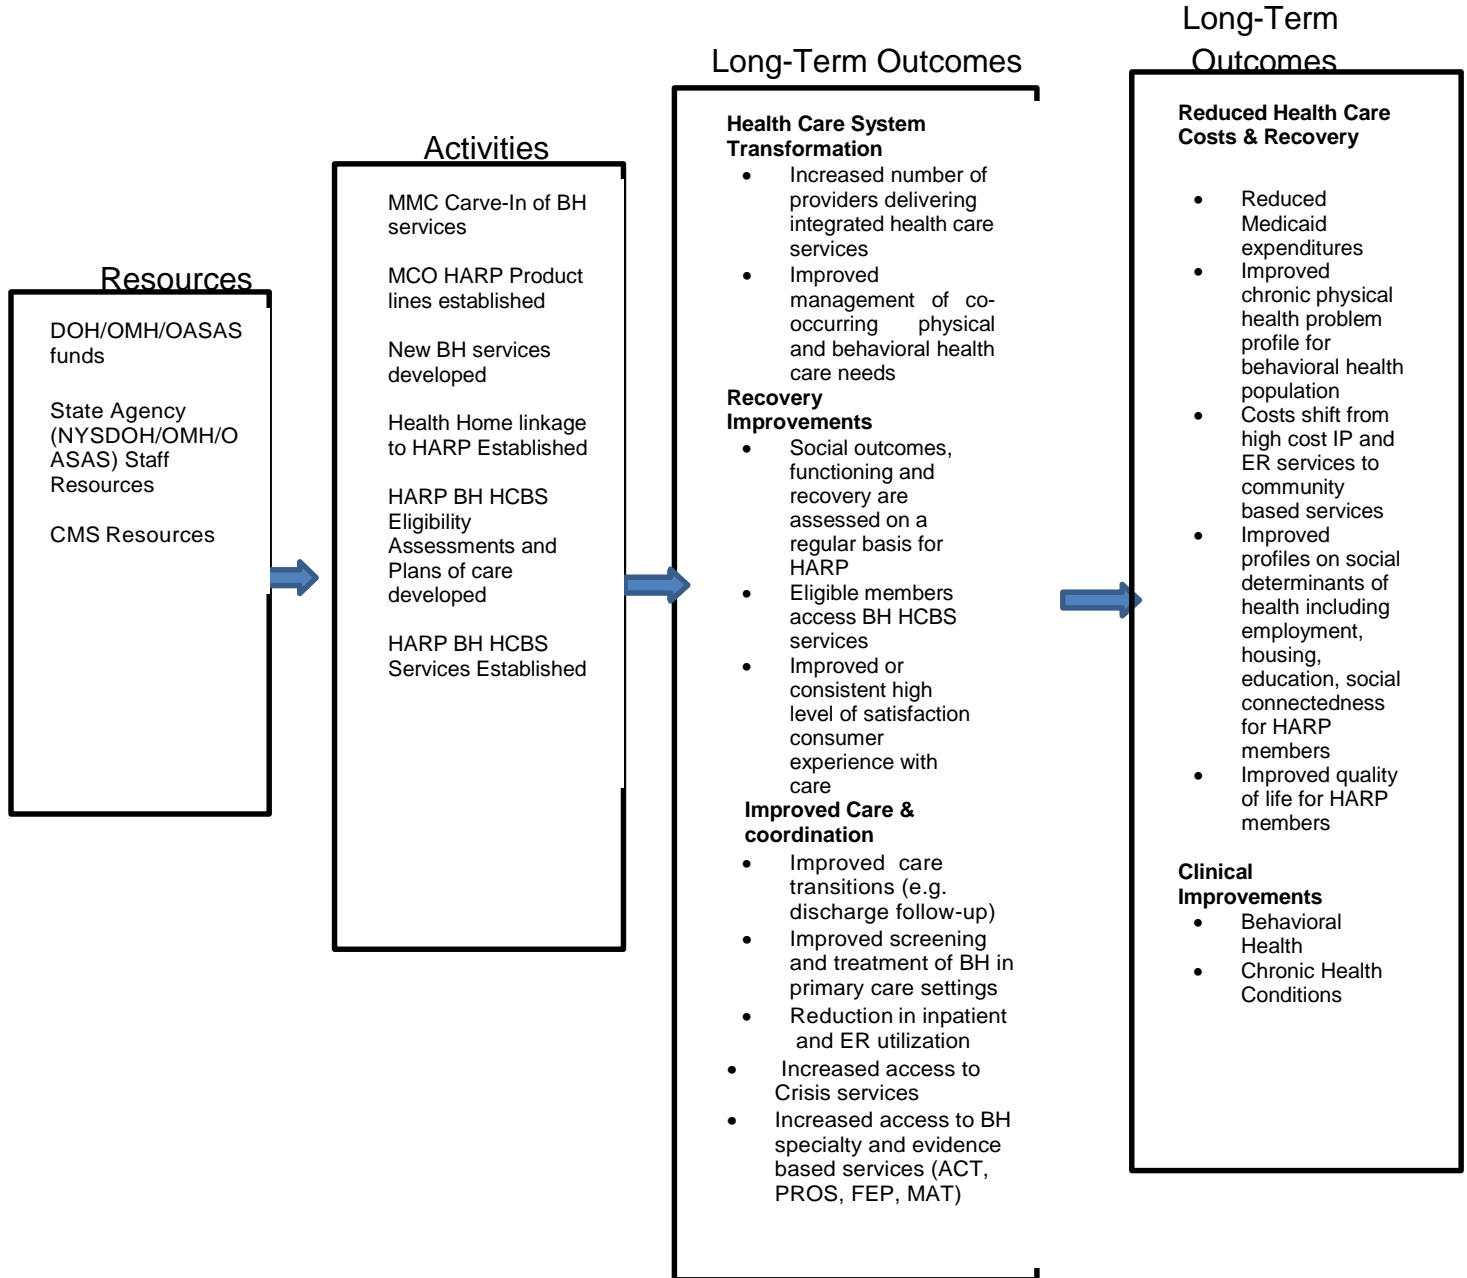 Resources
DOH/OMH/OASAS
funds
State Agency
(NYSDOH/OMH/O
ASAS) Staff
Resources
CMS Resources
Activities
MMC Carve-In of BH
services
MCO HARP Product
lines established
New BH services
developed
Health Home linkage
to HARP Established
HARP BH HCBS
Eligibility
Assessments and
Plans of care
developed
HARP BH HCBS
Services Established
Long-Term Outcomes
Health Care System
Transformation
• Increased number of
providers delivering
integrated health care
services
• Improved
management of co-
occurring physical
and behavioral health
care needs
Recovery
Improvements
• Social outcomes,
functioning and
recovery are
assessed on a
regular basis for
HARP
• Eligible members
access BH HCBS
services
• Improved or
consistent high
level of satisfaction
consumer
experience with
care
Improved Care &
coordination
• Improved care
transitions (e.g.
discharge follow-up)
• Improved screening
and treatment of BH in
primary care settings
• Reduction in inpatient
and ER utilization
• Increased access to
Crisis services
• Increased access to BH
specialty and evidence
based services (ACT,
PROS, FEP, MAT)
Long-Term
Outcomes
Reduced Health Care
Costs & Recovery
• Reduced
Medicaid
expenditures
• Improved
chronic physical
health problem
profile for
behavioral health
population
• Costs shift from
high cost IP and
ER services to
community
based services
• Improved
profiles on social
determinants of
health including
employment,
housing,
education, social
connectedness
for HARP
members
• Improved quality
of life for HARP
members
Clinical
Improvements
• Behavioral
Health
• Chronic Health
Conditions